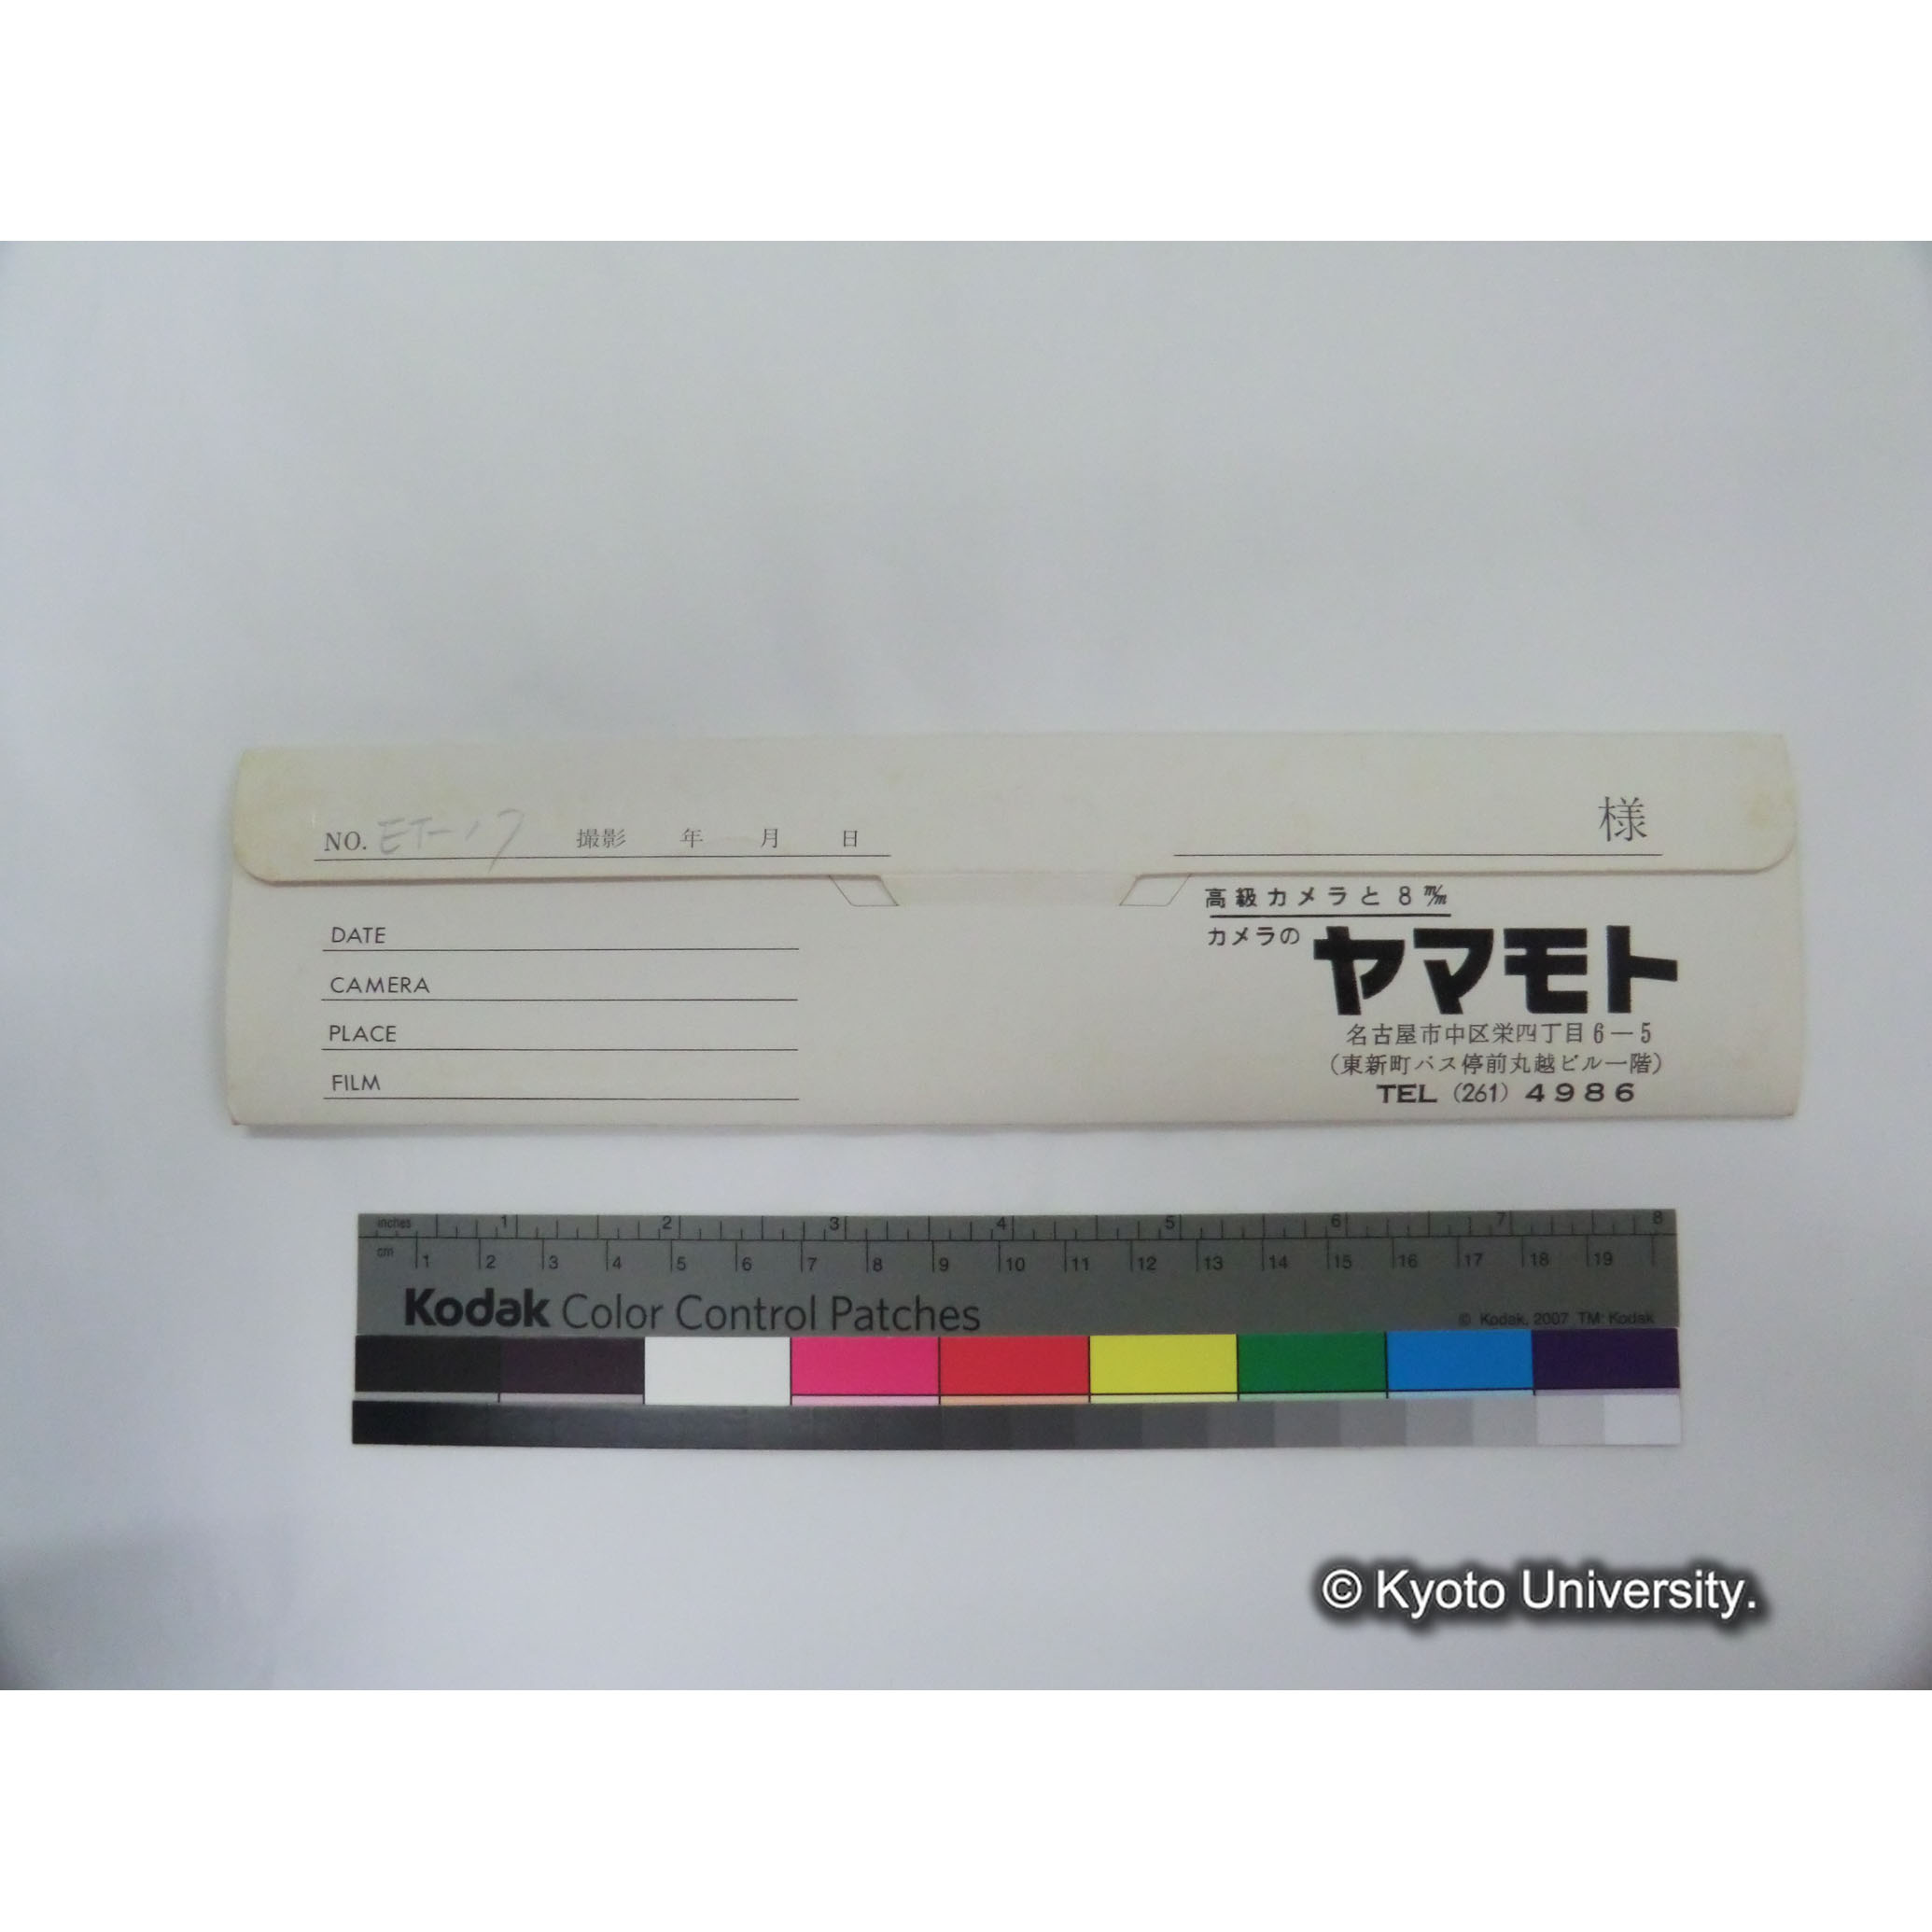 NO. ET-17 撮影 年 月 日
様
DATE
CAMERA
PLACE
FILM
高級カメラと8㎜
カメラの ヤマモト
名古屋市中区栄四丁目6－5
（東新町バス停前丸越ビル一階）
TEL (261) 4986
inches 1 2 3 4 5 6 7 8
cm 1 2 3 4 5 6 7 8 9 10 11 12 13 14 15 16 17 18 19
Kodak Color Control Patches
© Kodak, 2007 TM: Kodak
© Kyoto University.